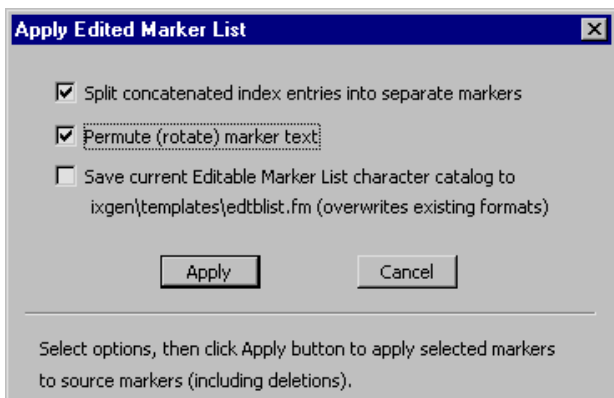 Apply Edited Marker List
Split concatenated index entries into separate markers
Permute (rotate) marker text
Save current Editable Marker List character catalog to
ixgen\templates\edtblist.fm (overwrites existing formats)
Apply Cancel
Select options, then click Apply button to apply selected markers
to source markers (including deletions).